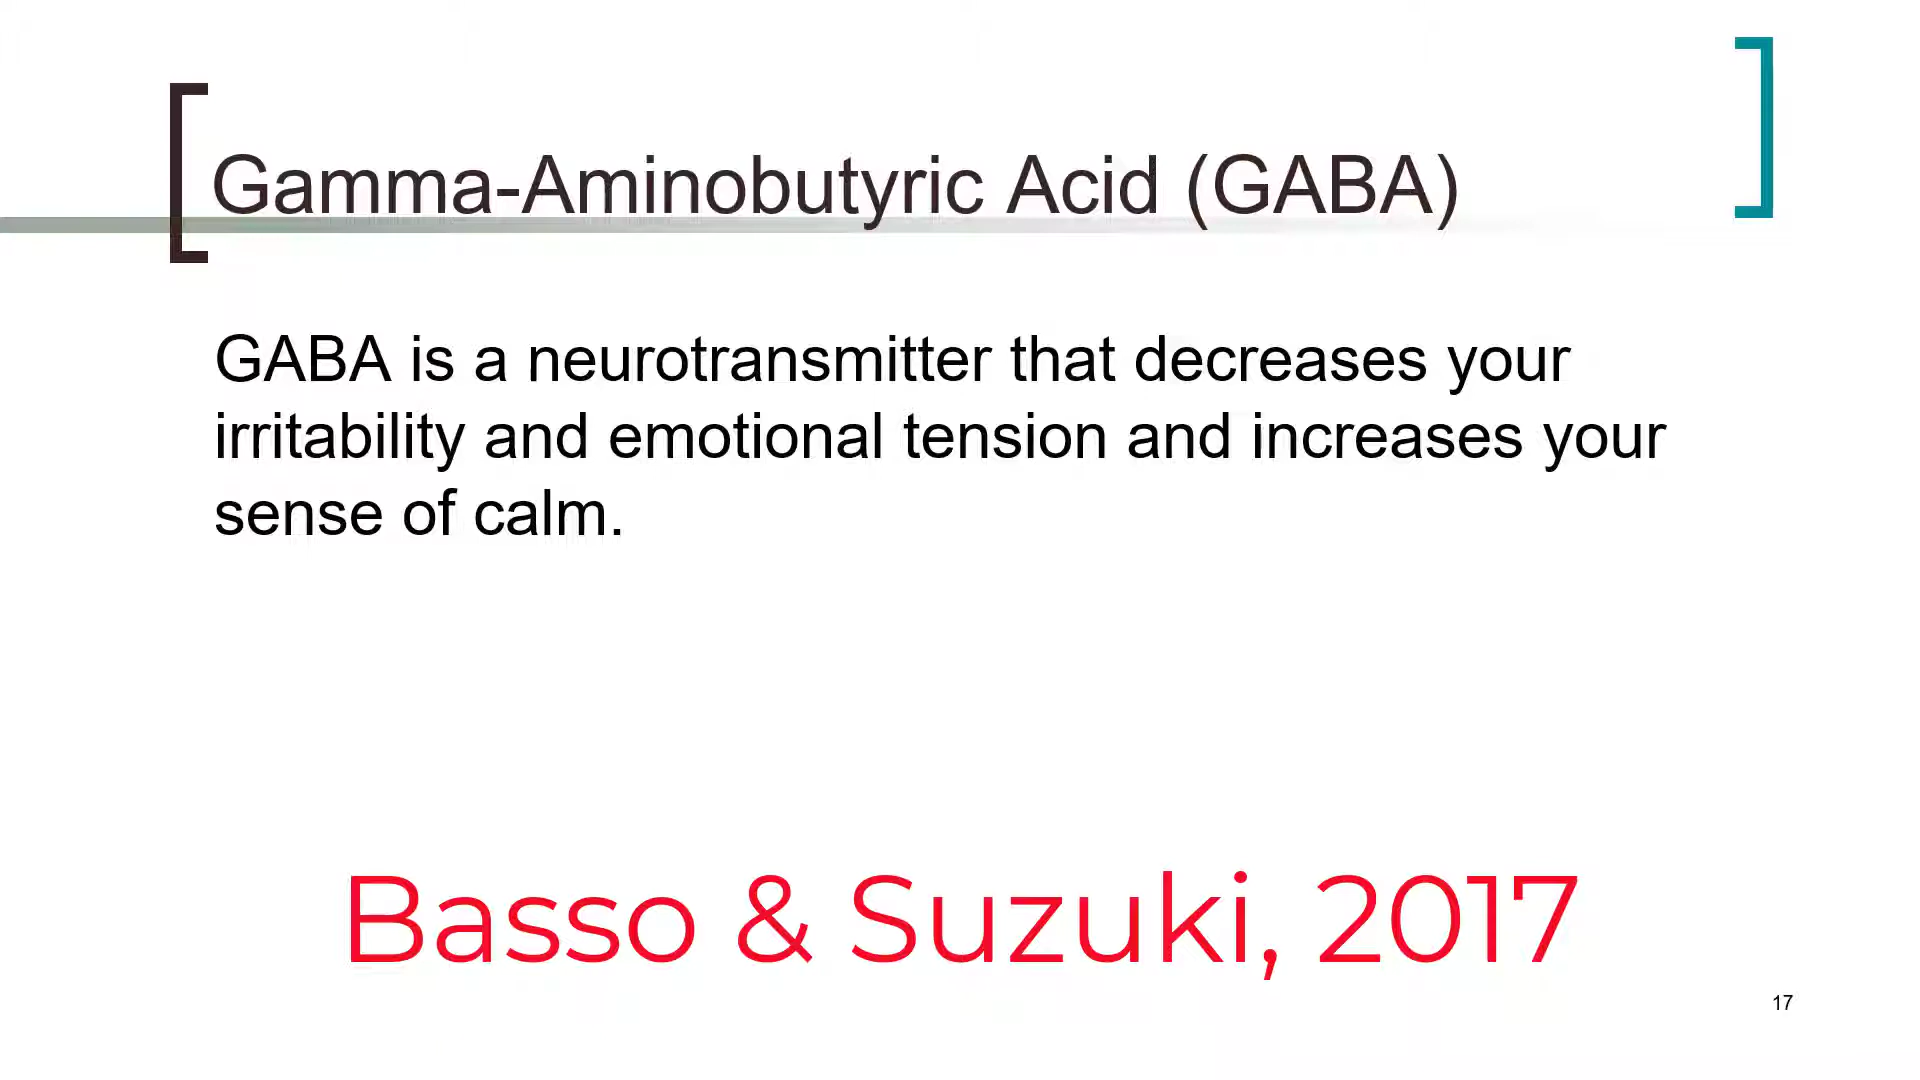 Gamma-Aminobutyric Acid (GABA)
GABA is a neurotransmitter that decreases your
irritability and emotional tension and increases your
sense of calm.
Basso & Suzuki, 2017
17